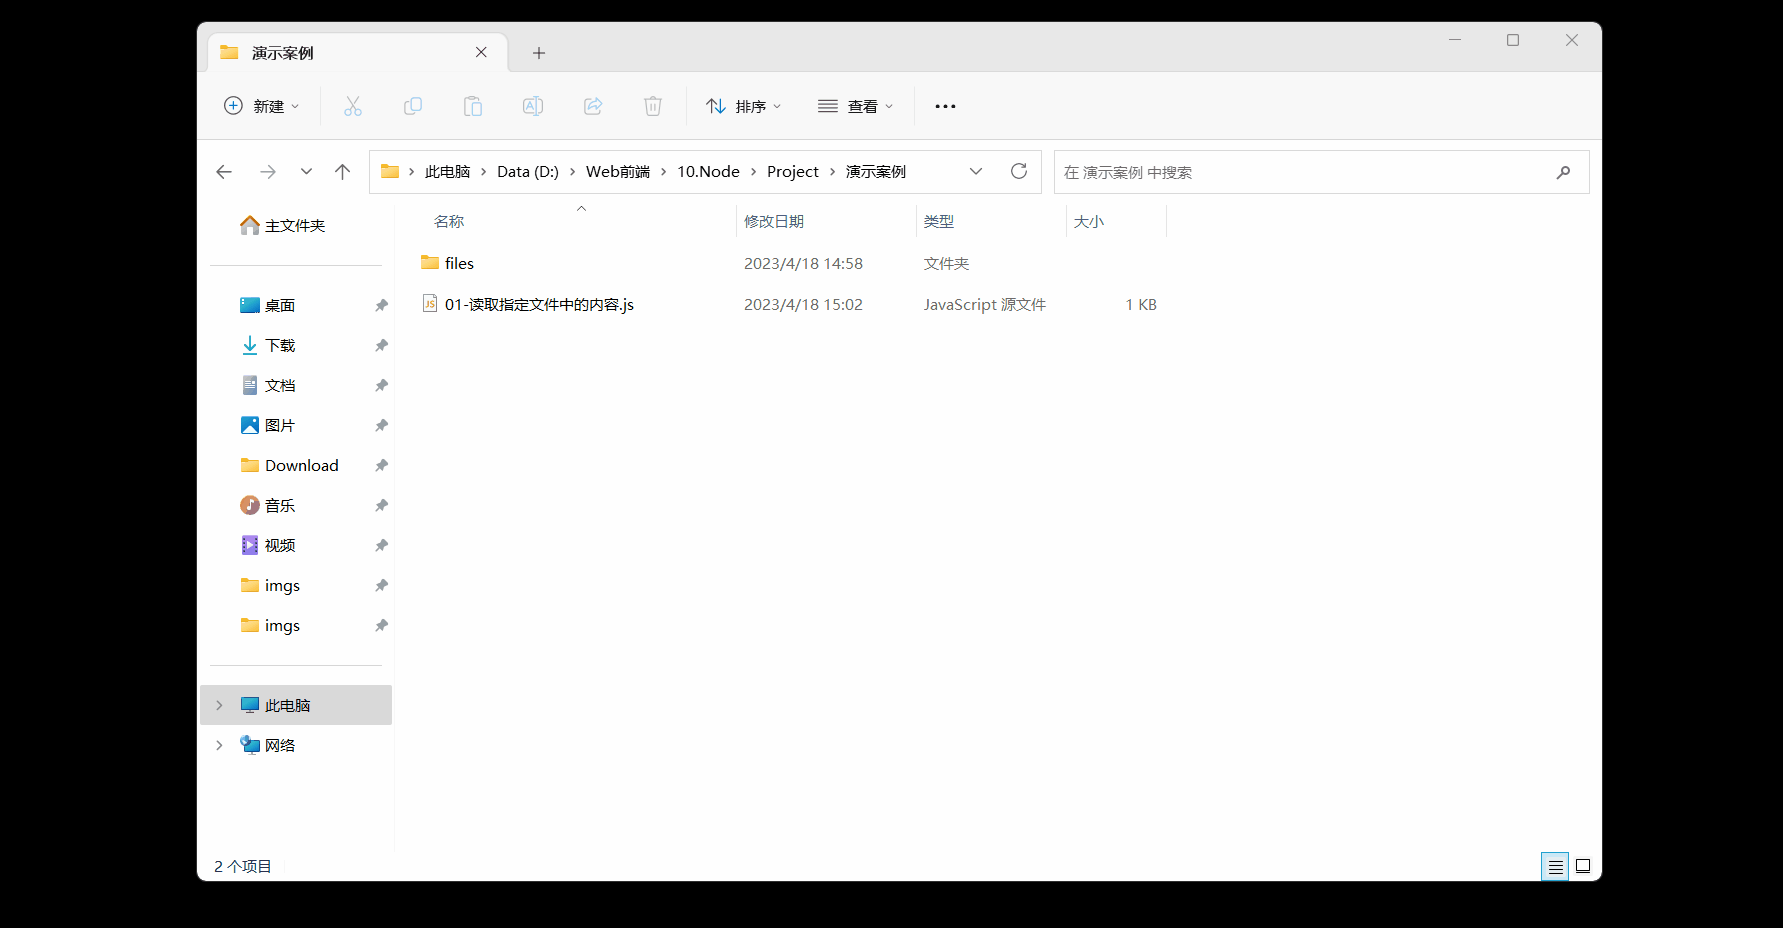 演示案例
新建
排序
查看
此电脑 Data (D:) Web前端 10.Node Project 演示案例
在 演示案例 中搜索
主文件夹
桌面
下载
文档
图片
Download
音乐
视频
imgs
imgs
此电脑
网络
名称 修改日期 类型 大小
files 2023/4/18 14:58 文件夹
01-读取指定文件中的内容.js 2023/4/18 15:02 JavaScript 源文件 1 KB
2 个项目